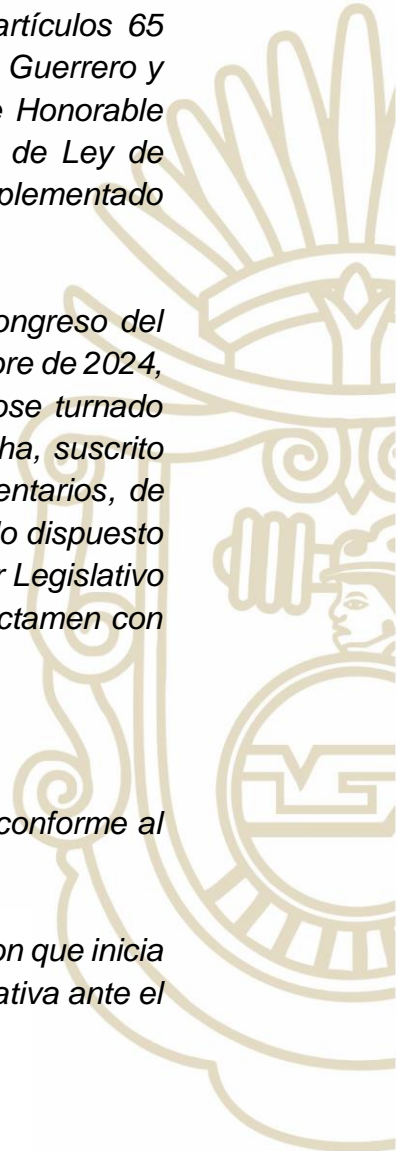 artículos 65
Guerrero y
Honorable
de Ley de
plementado
ongreso del
bre de 2024,
ose turnado
ha, suscrito
entarios, de
lo dispuesto
r Legislativo
ctamen con
conforme al
on que inicia
ativa ante el